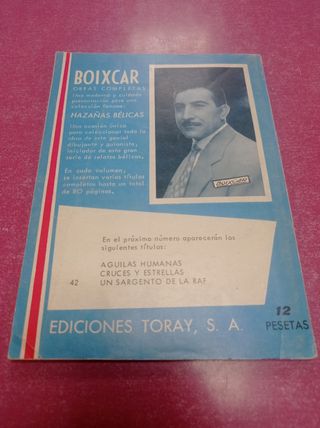 BOIXCAR
OBRAS COMPLETAS
Una moderna y cuidada
presentación para una
colección famosa:
HAZAÑAS BÉLICAS
Una ocasión única
para coleccionar toda la
obra de este genial
dibujante y guionista,
iniciador de esta gran
serie de relatos bélicos.
En cada volumen,
se insertan varios títulos
completos hasta un total
de 80 páginas.
BOIXCAR
En el próximo número aparecerán los
siguientes títulos:
AGUILAS HUMANAS
CRUCES Y ESTRELLAS
42 UN SARGENTO DE LA RAF
12
PESETAS
EDICIONES TORAY, S. A.